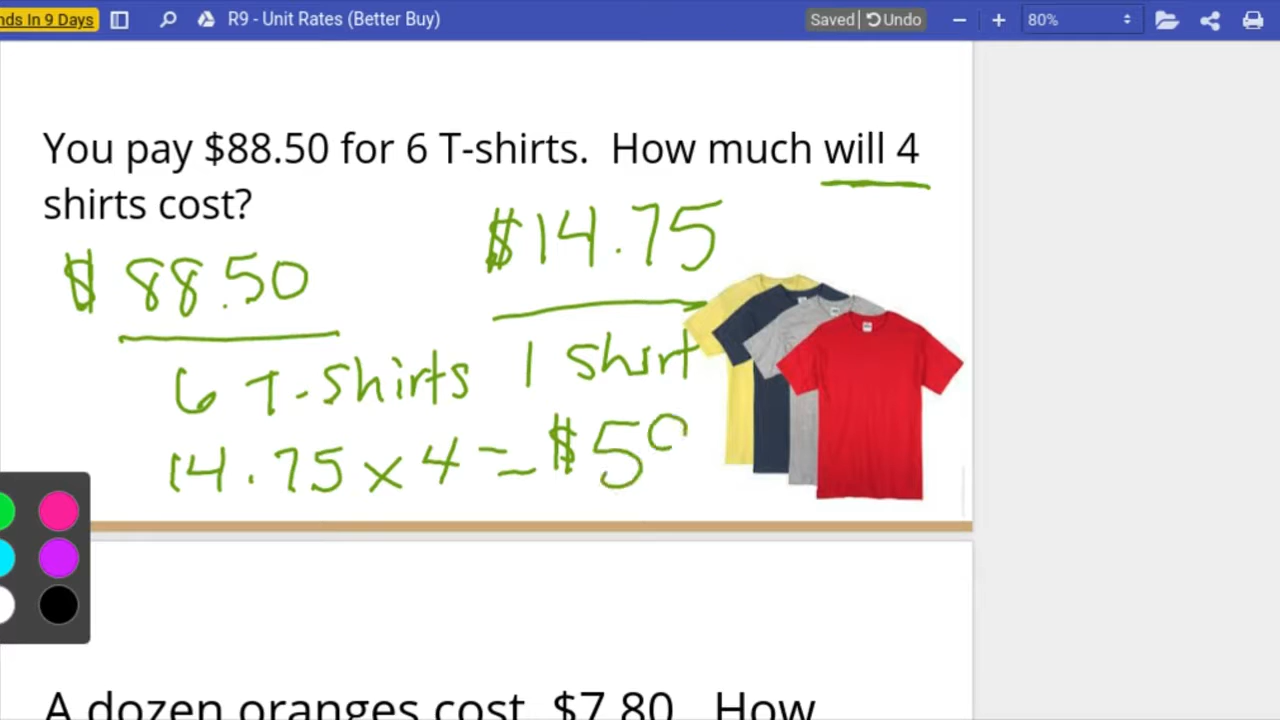 nds In 9 Days
R9 - Unit Rates (Better Buy)
Saved
Undo
80%
You pay $88.50 for 6 T-shirts. How much will 4
shirts cost?
$ 88.50
6 T-Shirts
$14.75
1 shirt
14.75 x 4 = $5
A dozen oranges cost $7.80. How